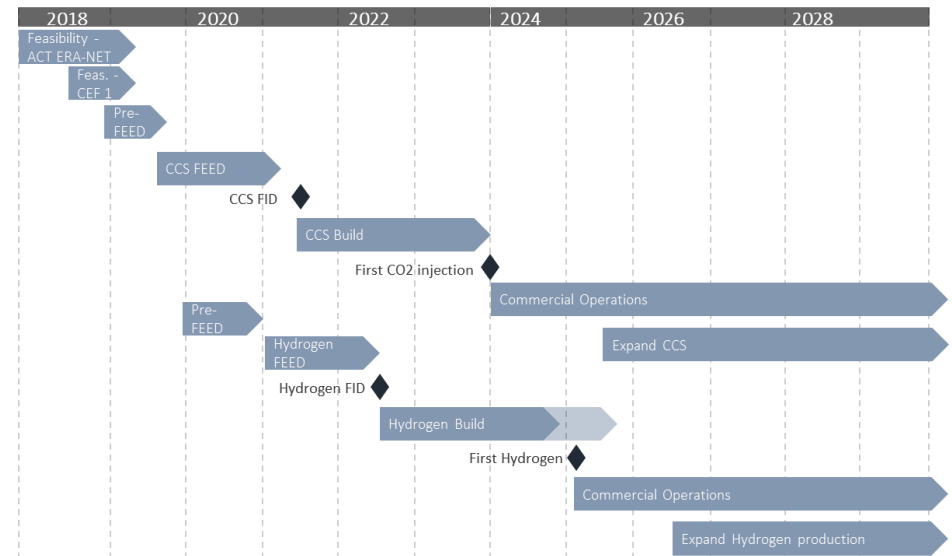 2018 2020 2022 2024 2026 2028
Feasibility -
ACT ERA-NET
Feas. -
CEF 1
Pre-
FEED
CCS FEED
CCS FID
CCS Build
First CO2 injection
Commercial Operations
Pre-
FEED
Expand CCS
Hydrogen
FEED
Hydrogen FID
Hydrogen Build
First Hydrogen
Commercial Operations
Expand Hydrogen production